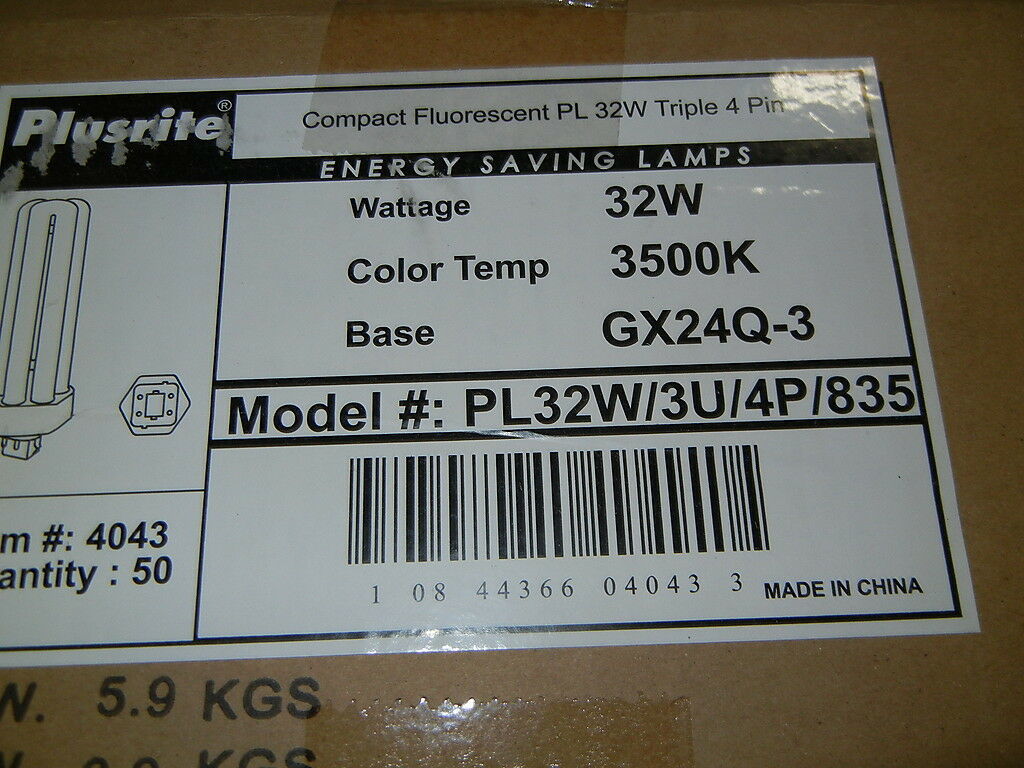 Plusrite®
Compact Fluorescent PL 32W Triple 4 Pin
ENERGY SAVING LAMPS
Wattage 32W
Color Temp 3500K
Base GX24Q-3
Model #: PL32W/3U/4P/835
m #: 4043
antity : 50
1 08 44366 04043 3
MADE IN CHINA
W. 5.9 KGS
KGS